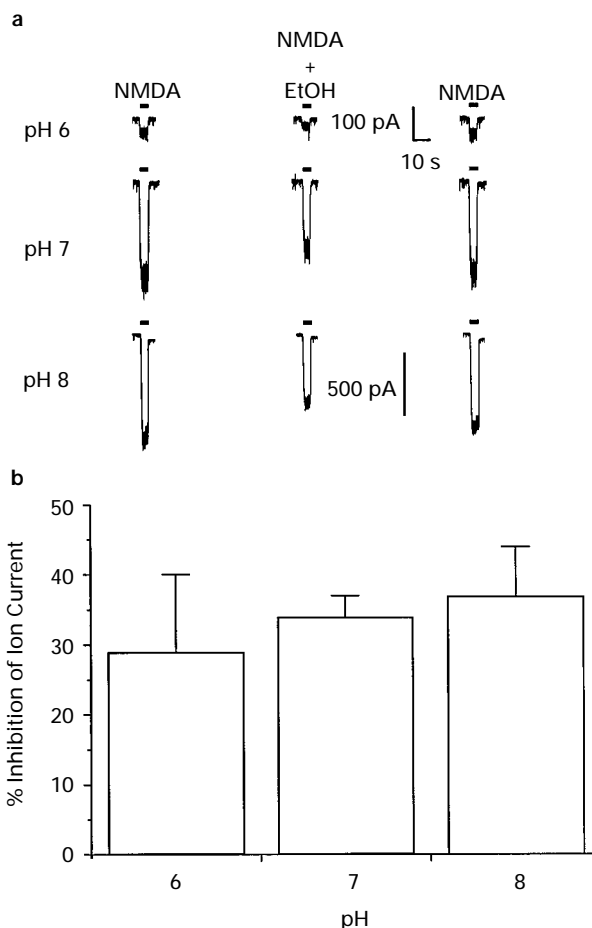 a
NMDA
+
EtOH
NMDA
NMDA
pH 6
100 pA
10 s
pH 7
pH 8
500 pA
b
50
40
30
20
10
0
% Inhibition of Ion Current
6
7
8
pH